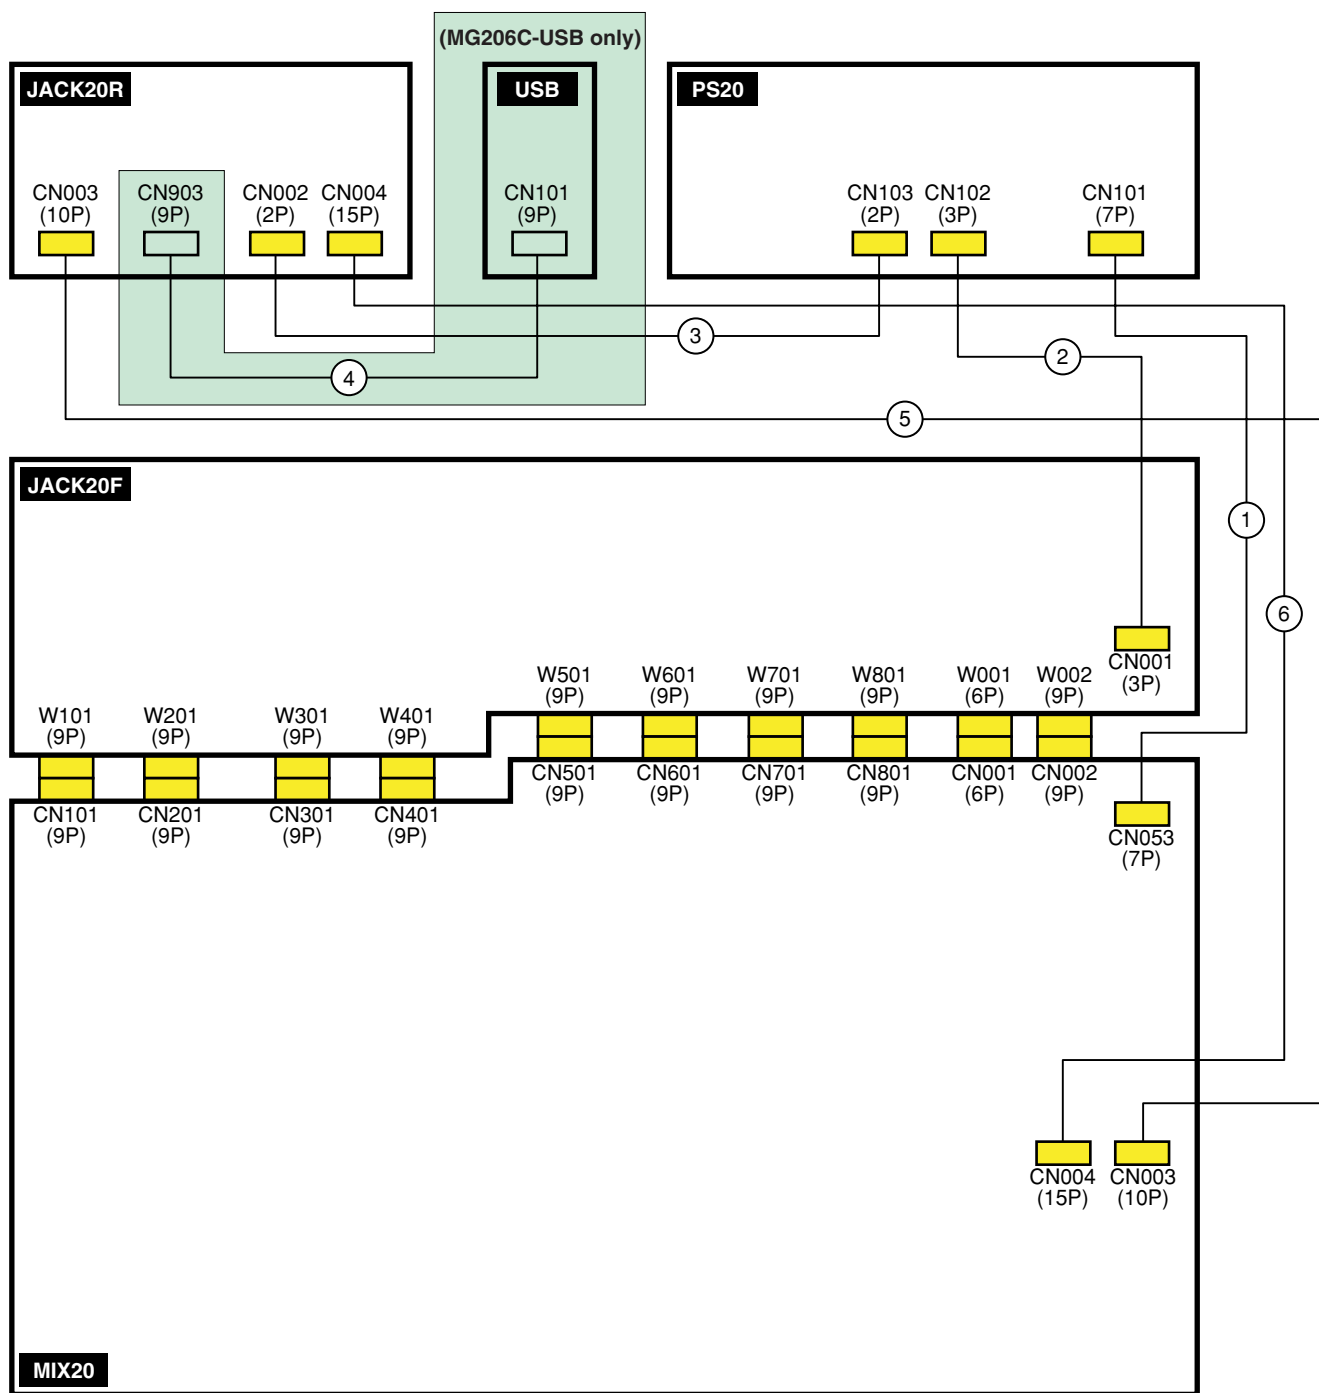 (MG206C-USB only)
JACK20R
USB
PS20
CN003
(10P)
CN903
(9P)
CN002
(2P)
CN004
(15P)
CN101
(9P)
CN103
(2P)
CN102
(3P)
CN101
(7P)
3
2
4
5
JACK20F
1
6
CN001
(3P)
W501
(9P)
W601
(9P)
W701
(9P)
W801
(9P)
W001
(6P)
W002
(9P)
W101
(9P)
W201
(9P)
W301
(9P)
W401
(9P)
CN501
(9P)
CN601
(9P)
CN701
(9P)
CN801
(9P)
CN001
(6P)
CN002
(9P)
CN101
(9P)
CN201
(9P)
CN301
(9P)
CN401
(9P)
CN053
(7P)
CN004
(15P)
CN003
(10P)
MIX20